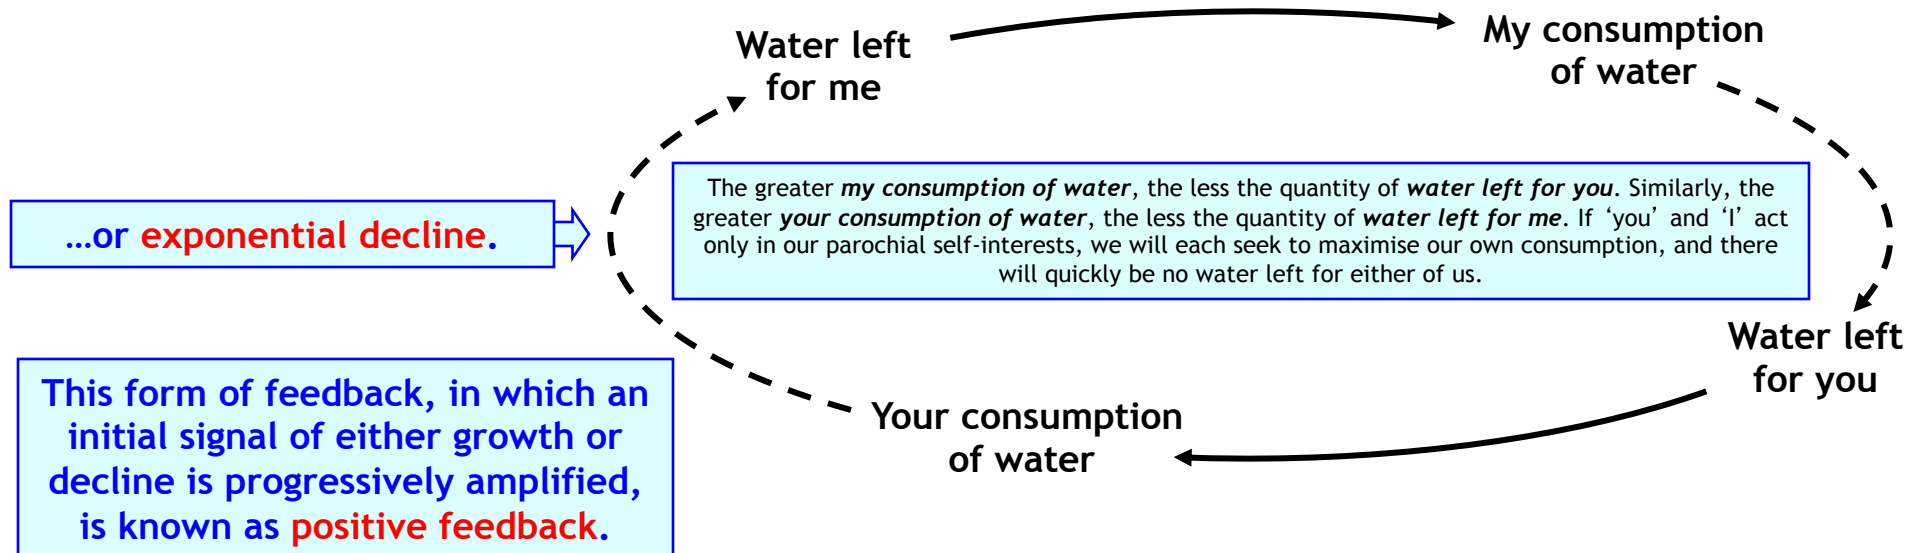 Water left
for me
My consumption
of water
The greater my consumption of water, the less the quantity of water left for you. Similarly, the
greater your consumption of water, the less the quantity of water left for me. If ‘you’ and ‘I’ act
only in our parochial self-interests, we will each seek to maximise our own consumption, and there
will quickly be no water left for either of us.
…or exponential decline.
Water left
for you
Your consumption
of water
This form of feedback, in which an
initial signal of either growth or
decline is progressively amplified,
is known as positive feedback.